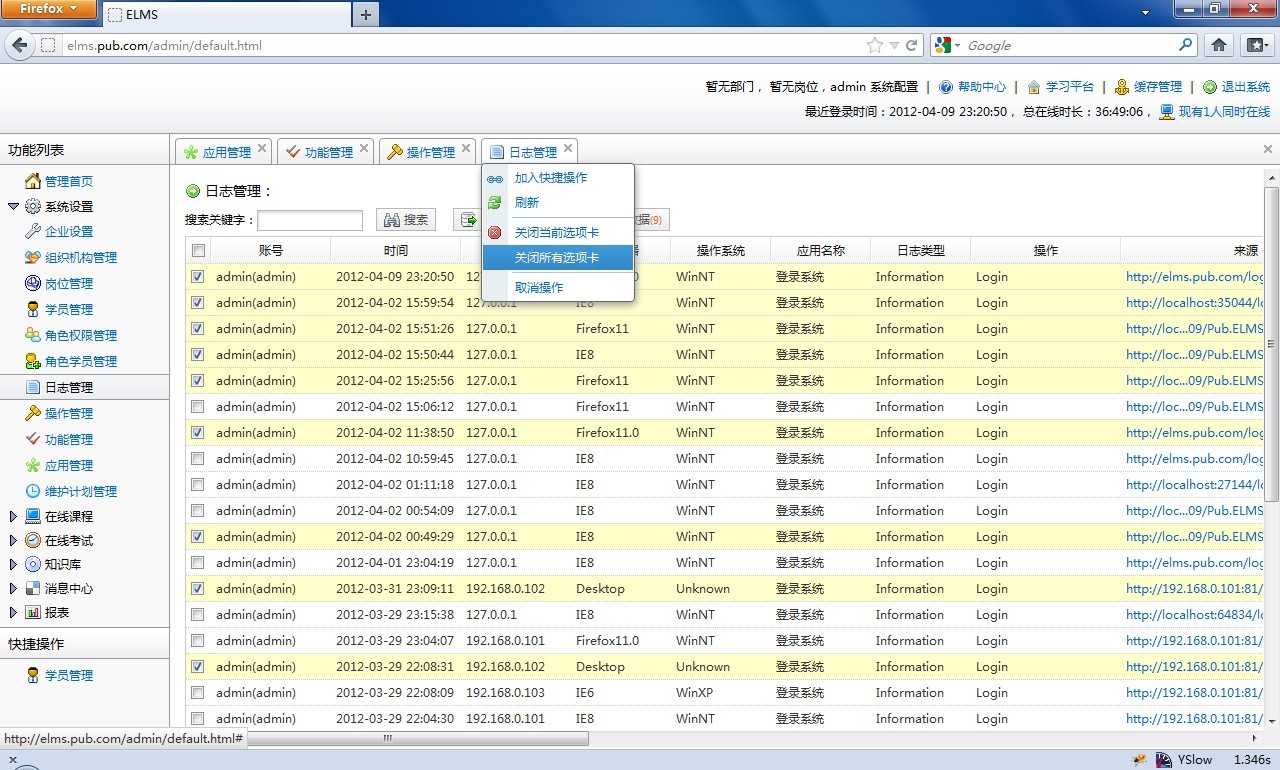 Firefox
ELMS
elms.pub.com/admin/default.html
Google
暂无部门， 暂无岗位，admin 系统配置 | 帮助中心 | 学习平台 | 缓存管理 | 退出系统
最近登录时间：2012-04-09 23:20:50， 总在线时长：36:49:06， 现有1人同时在线
功能列表
管理首页
系统设置
企业设置
组织机构管理
岗位管理
学员管理
角色权限管理
角色学员管理
日志管理
操作管理
功能管理
应用管理
维护计划管理
在线课程
在线考试
知识库
消息中心
报表
快捷操作
学员管理
应用管理 功能管理 操作管理 日志管理
加入快捷操作
刷新
关闭当前选项卡
关闭所有选项卡
取消操作
日志管理：
搜索关键字： 搜索 据(9)
账号 时间 操作系统 应用名称 日志类型 操作 来源
admin(admin) 2012-04-09 23:20:50 12 0 WinNT 登录系统 Information Login http://elms.pub.com/log
admin(admin) 2012-04-02 15:59:54 127.0.0.1 IE8 WinNT 登录系统 Information Login http://localhost:35044/lo
admin(admin) 2012-04-02 15:51:26 127.0.0.1 Firefox11 WinNT 登录系统 Information Login http://loc...09/Pub.ELMS
admin(admin) 2012-04-02 15:50:44 127.0.0.1 IE8 WinNT 登录系统 Information Login http://loc...09/Pub.ELMS
admin(admin) 2012-04-02 15:25:56 127.0.0.1 Firefox11 WinNT 登录系统 Information Login http://loc...09/Pub.ELMS
admin(admin) 2012-04-02 15:06:12 127.0.0.1 Firefox11 WinNT 登录系统 Information Login http://loc...09/Pub.ELMS
admin(admin) 2012-04-02 11:38:50 127.0.0.1 Firefox11.0 WinNT 登录系统 Information Login http://elms.pub.com/log
admin(admin) 2012-04-02 10:59:45 127.0.0.1 IE8 WinNT 登录系统 Information Login http://elms.pub.com/log
admin(admin) 2012-04-02 01:11:18 127.0.0.1 IE8 WinNT 登录系统 Information Login http://localhost:27144/lo
admin(admin) 2012-04-02 00:54:09 127.0.0.1 IE8 WinNT 登录系统 Information Login http://loc...09/Pub.ELMS
admin(admin) 2012-04-02 00:49:29 127.0.0.1 IE8 WinNT 登录系统 Information Login http://loc...09/Pub.ELMS
admin(admin) 2012-04-01 23:04:19 127.0.0.1 IE8 WinNT 登录系统 Information Login http://loc...09/Pub.ELMS
admin(admin) 2012-03-31 23:09:11 192.168.0.102 Desktop Unknown 登录系统 Information Login http://192.168.0.101:81/
admin(admin) 2012-03-29 23:15:38 127.0.0.1 IE8 WinNT 登录系统 Information Login http://localhost:64834/lo
admin(admin) 2012-03-29 23:04:07 192.168.0.101 Firefox11.0 WinNT 登录系统 Information Login http://192.168.0.101:81/
admin(admin) 2012-03-29 22:08:31 192.168.0.102 Desktop Unknown 登录系统 Information Login http://192.168.0.101:81/
admin(admin) 2012-03-29 22:08:09 192.168.0.103 IE6 WinXP 登录系统 Information Login http://192.168.0.101:81/
admin(admin) 2012-03-29 22:04:30 192.168.0.101 IE8 WinNT 登录系统 Information Login http://192.168.0.101:81/
http://elms.pub.com/admin/default.html#
YSlow 1.346s